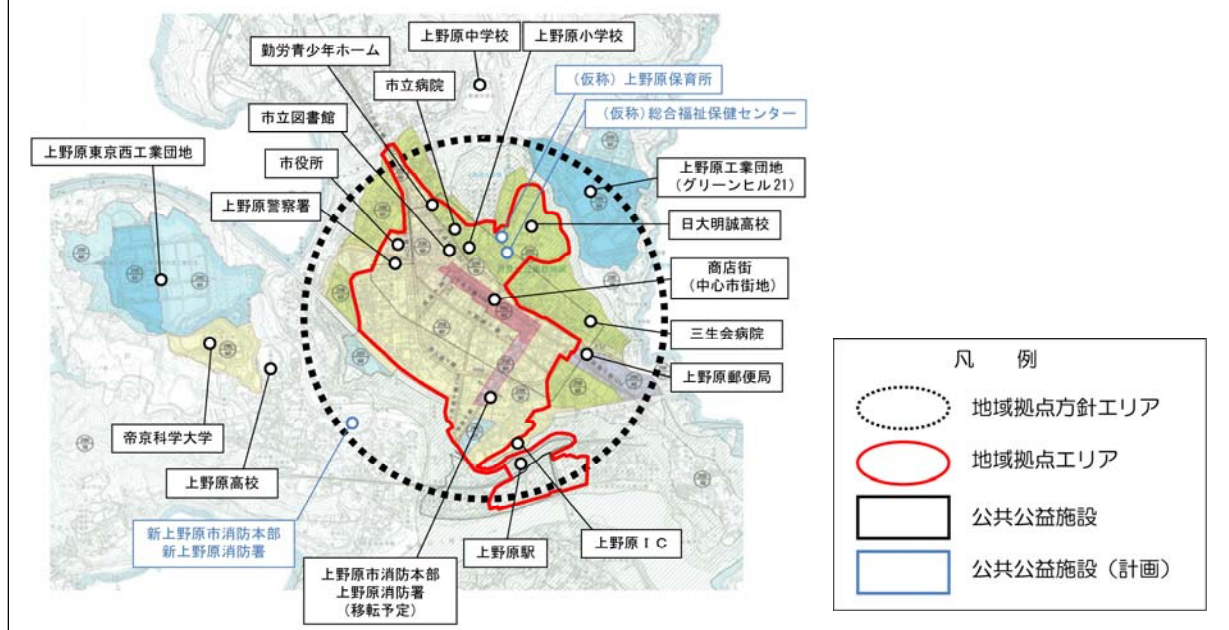 上野原中学校
上野原小学校
勤労青少年ホーム
(仮称)上野原保育所
市立病院
(仮称)総合福祉保健センター
市立図書館
上野原東京西工業団地
市役所
上野原工業団地
(グリーンヒル21)
上野原警察署
日大明誠高校
商店街
(中心市街地)
三生会病院
上野原郵便局
帝京科学大学
上野原高校
新上野原市消防本部
新上野原消防署
上野原駅
上野原IC
上野原市消防本部
上野原消防署
(移転予定)
凡 例
地域拠点方針エリア
地域拠点エリア
公共公益施設
公共公益施設(計画)